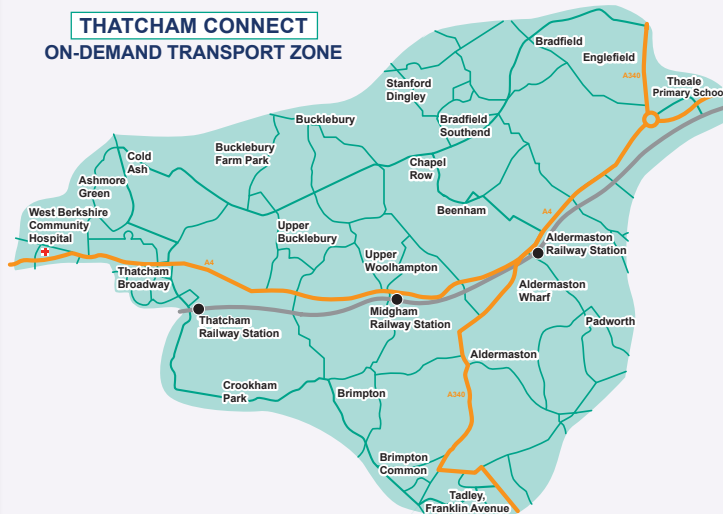 THATCHAM CONNECT
ON-DEMAND TRANSPORT ZONE
Bradfield
Englefield
A340
Theale
Primary Schoo
Stanford
Dingley
Bucklebury
Bradfield
Southend
Bucklebury
Farm Park
Cold
Ash
Chapel
Row
Ashmore
Green
Beenham
West Berkshire
Community
Hospital
A4
Upper
Bucklebury
Aldermaston
Railway Station
Upper
Woolhampton
A4
Thatcham
Broadway
Aldermaston
Wharf
Midgham
Railway Station
Thatcham
Railway Station
Padworth
Aldermaston
Crookham
Park
Brimpton
A340
Brimpton
Common
Tadley,
Franklin Avenue